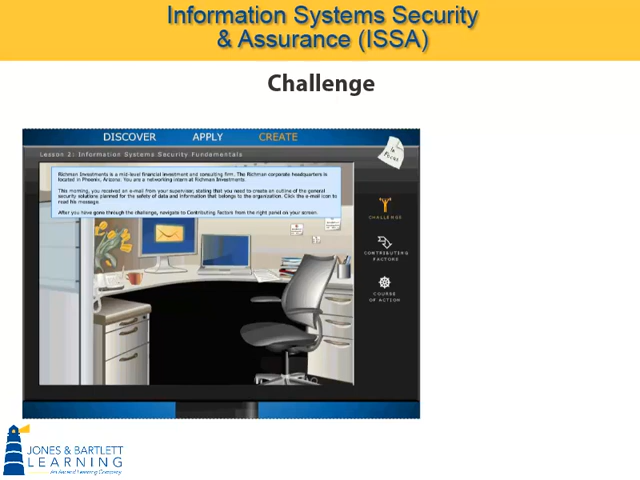 Information Systems Security
& Assurance (ISSA)
Challenge
DISCOVER APPLY CREATE
Lesson 2: Information Systems Security Fundamentals
Richman Investments is a mid-level financial investment and consulting firm. The Richman corporate headquarters is
located in Phoenix, Arizona. You are a networking intern at Richman Investments.
This morning, you received an e-mail from your supervisor, stating that you need to create an outline of the general
security solutions planned for the safety of data and information that belongs to the organization. Click the e-mail icon to
read the message.
After you have gone through the challenge, navigate to Contributing Factors from the right panel on your screen.
CHALLENGE
CONTRIBUTING
FACTORS
COURSE
OF ACTION
JONES & BARTLETT
LEARNING
An Ascend Learning Company